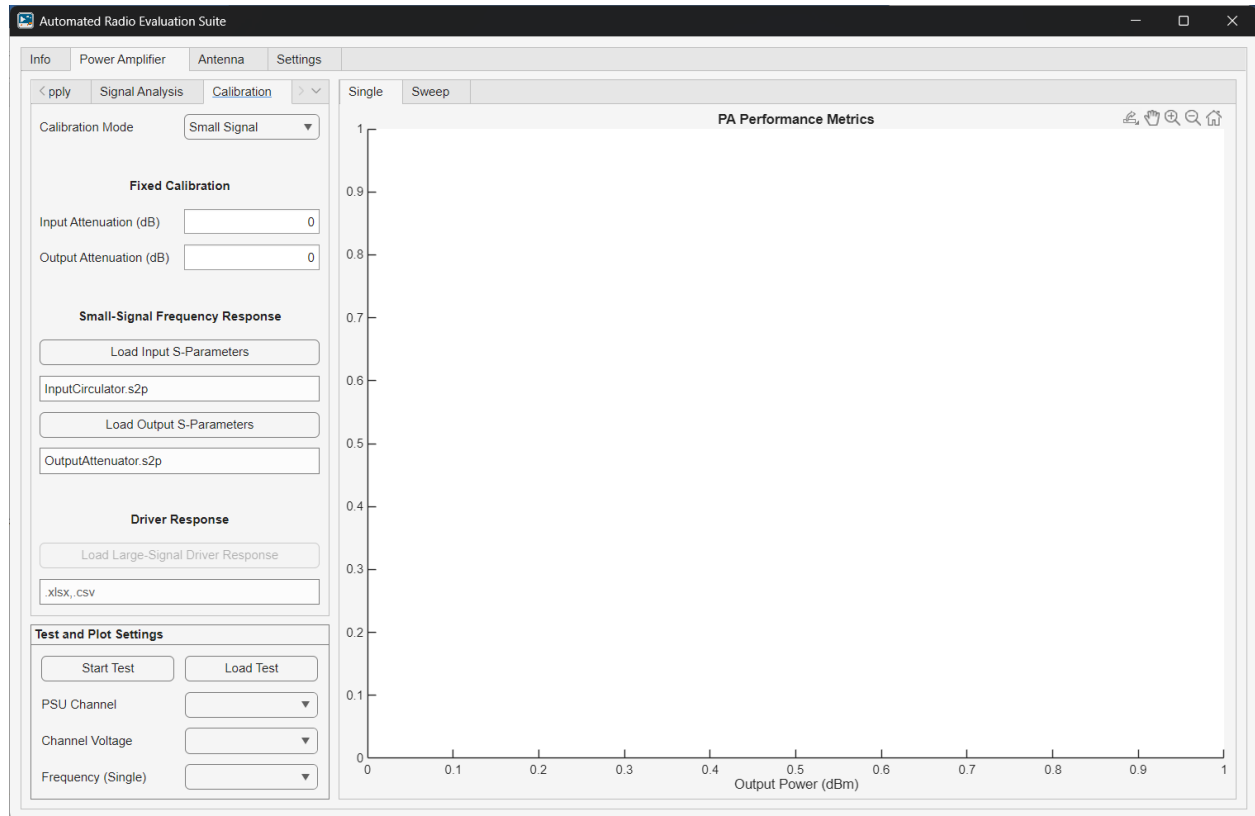 Automated Radio Evaluation Suite
Info Power Amplifier Antenna Settings
pply Signal Analysis Calibration
Calibration Mode Small Signal
Fixed Calibration
Input Attenuation (dB) 0
Output Attenuation (dB) 0
Small-Signal Frequency Response
Load Input S-Parameters
InputCirculator.s2p
Load Output S-Parameters
OutputAttenuator.s2p
Driver Response
Load Large-Signal Driver Response
.xlsx,.csv
Test and Plot Settings
Start Test Load Test
PSU Channel
Channel Voltage
Frequency (Single)
Single Sweep
PA Performance Metrics
1
0.9
0.8
0.7
0.6
0.5
0.4
0.3
0.2
0.1
0
0 0.1 0.2 0.3 0.4 0.5 0.6 0.7 0.8 0.9 1
Output Power (dBm)